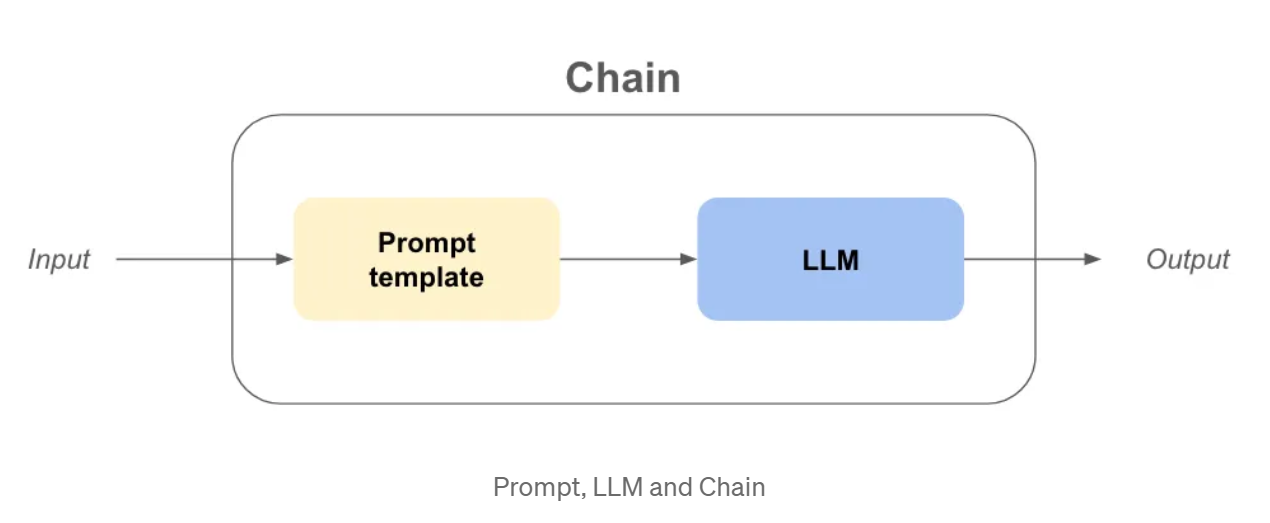 Chain
Input
Prompt
template
LLM
Output
Prompt, LLM and Chain